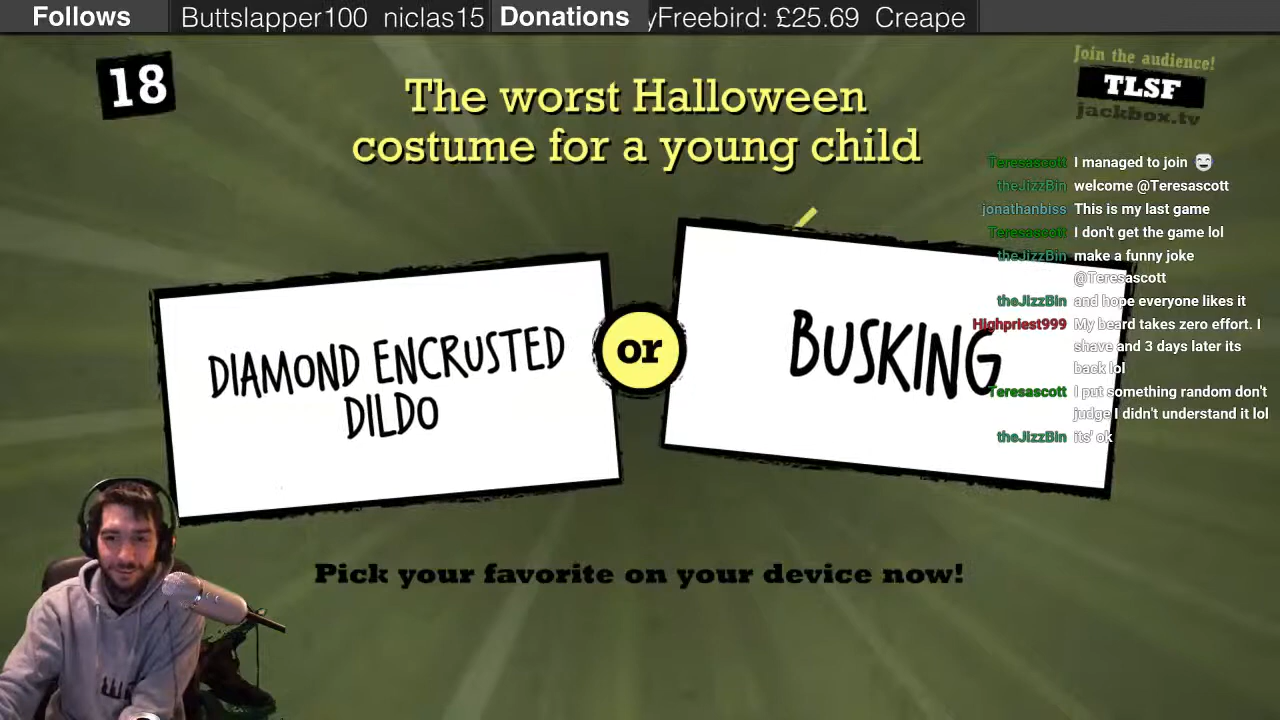 Follows Buttslapper100 niclas15 Donations yFreebird: £25.69 Creape
18
The worst Halloween
costume for a young child
Join the audience!
TLSF
jackbox.tv
DIAMOND ENCRUSTED
DILDO
or
BUSKING
Teresascott I managed to join
theJizzBin welcome @Teresascott
jonathanbiss This is my last game
Teresascott I don't get the game lol
theJizzBin make a funny joke
@Teresascott
theJizzBin and hope everyone likes it
Highpriest999 My beard takes zero effort. I
shave and 3 days later its
back lol
Teresascott I put something random don't
judge I didn't understand it lol
theJizzBin its' ok
Pick your favorite on your device now!